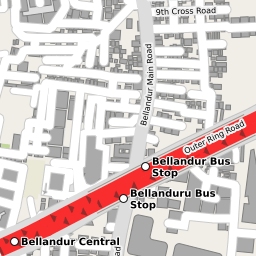 9th Cross Road
Bellandur Main Road
Outer Ring Road
Bellandur Bus
Stop
Bellanduru Bus
Stop
Bellandur Central